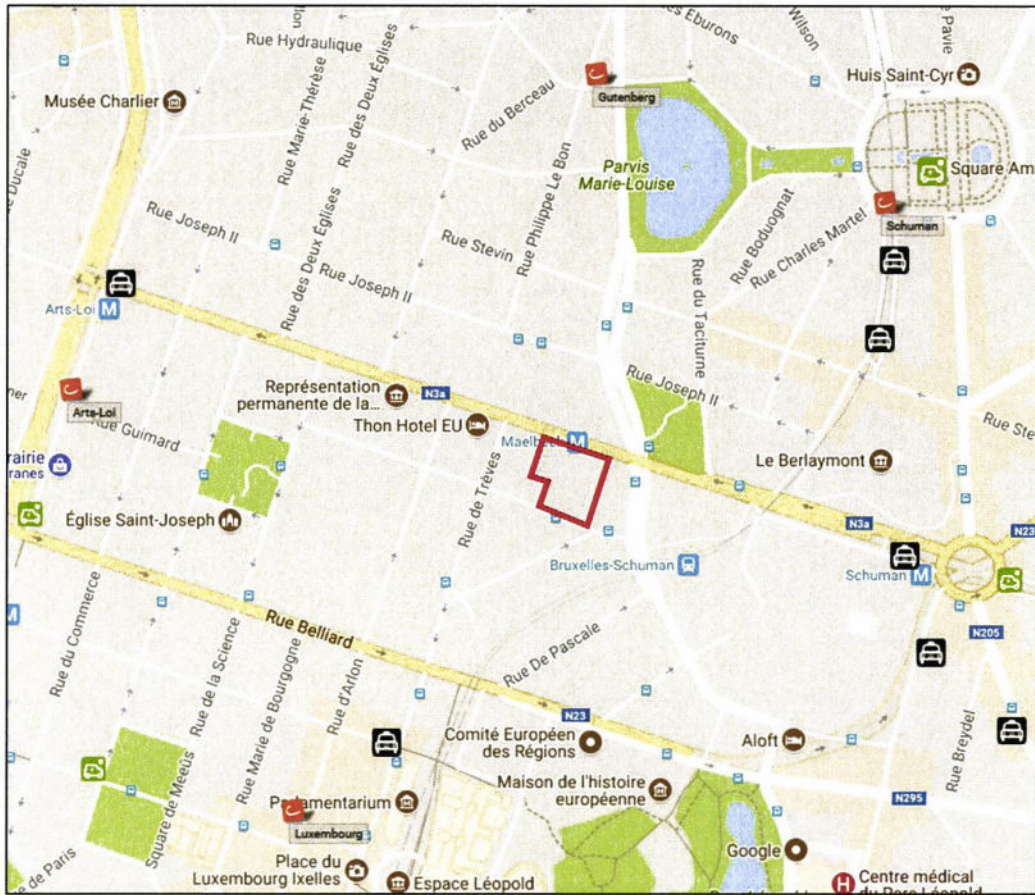 Rue Hydraulique
Wilson
Pavie
Huis Saint-Cyr
Musée Charlier
Gutenberg
Rue du Berceau
Rue Marie-Thérèse
Rue des Deux Églises
Rue Philippe Le Bon
Parvis
Marie-Louise
Square Am
Ducale
Rue Joseph II
Rue Stevin
Rue Boduognat
Rue Charles Martel
Schuman
Rue des Deux Églises
Rue Joseph II
Rue du Taciturne
Arts-Loi
Rue Joseph II
Représentation
permanente de la...
N3a
Arts-Loi
Thon Hotel EU
Rue Guimard
Rue de Trèves
Le Berlaymont
Église Saint-Joseph
N3a
N23
Bruxelles-Schuman
Schuman
Rue du Commerce
Rue Belliard
N205
Rue De Pascale
Rue de la Science
Rue Marie de Bourgogne
Rue d'Arlon
N23
Comité Européen
des Régions
Aloft
Rue Breydel
Maison de l'histoire
européenne
N295
Square de Meeûs
Luxembourg
Place du
Luxembourg Ixelles
Espace Léopold
Google
Centre médical
de Paris